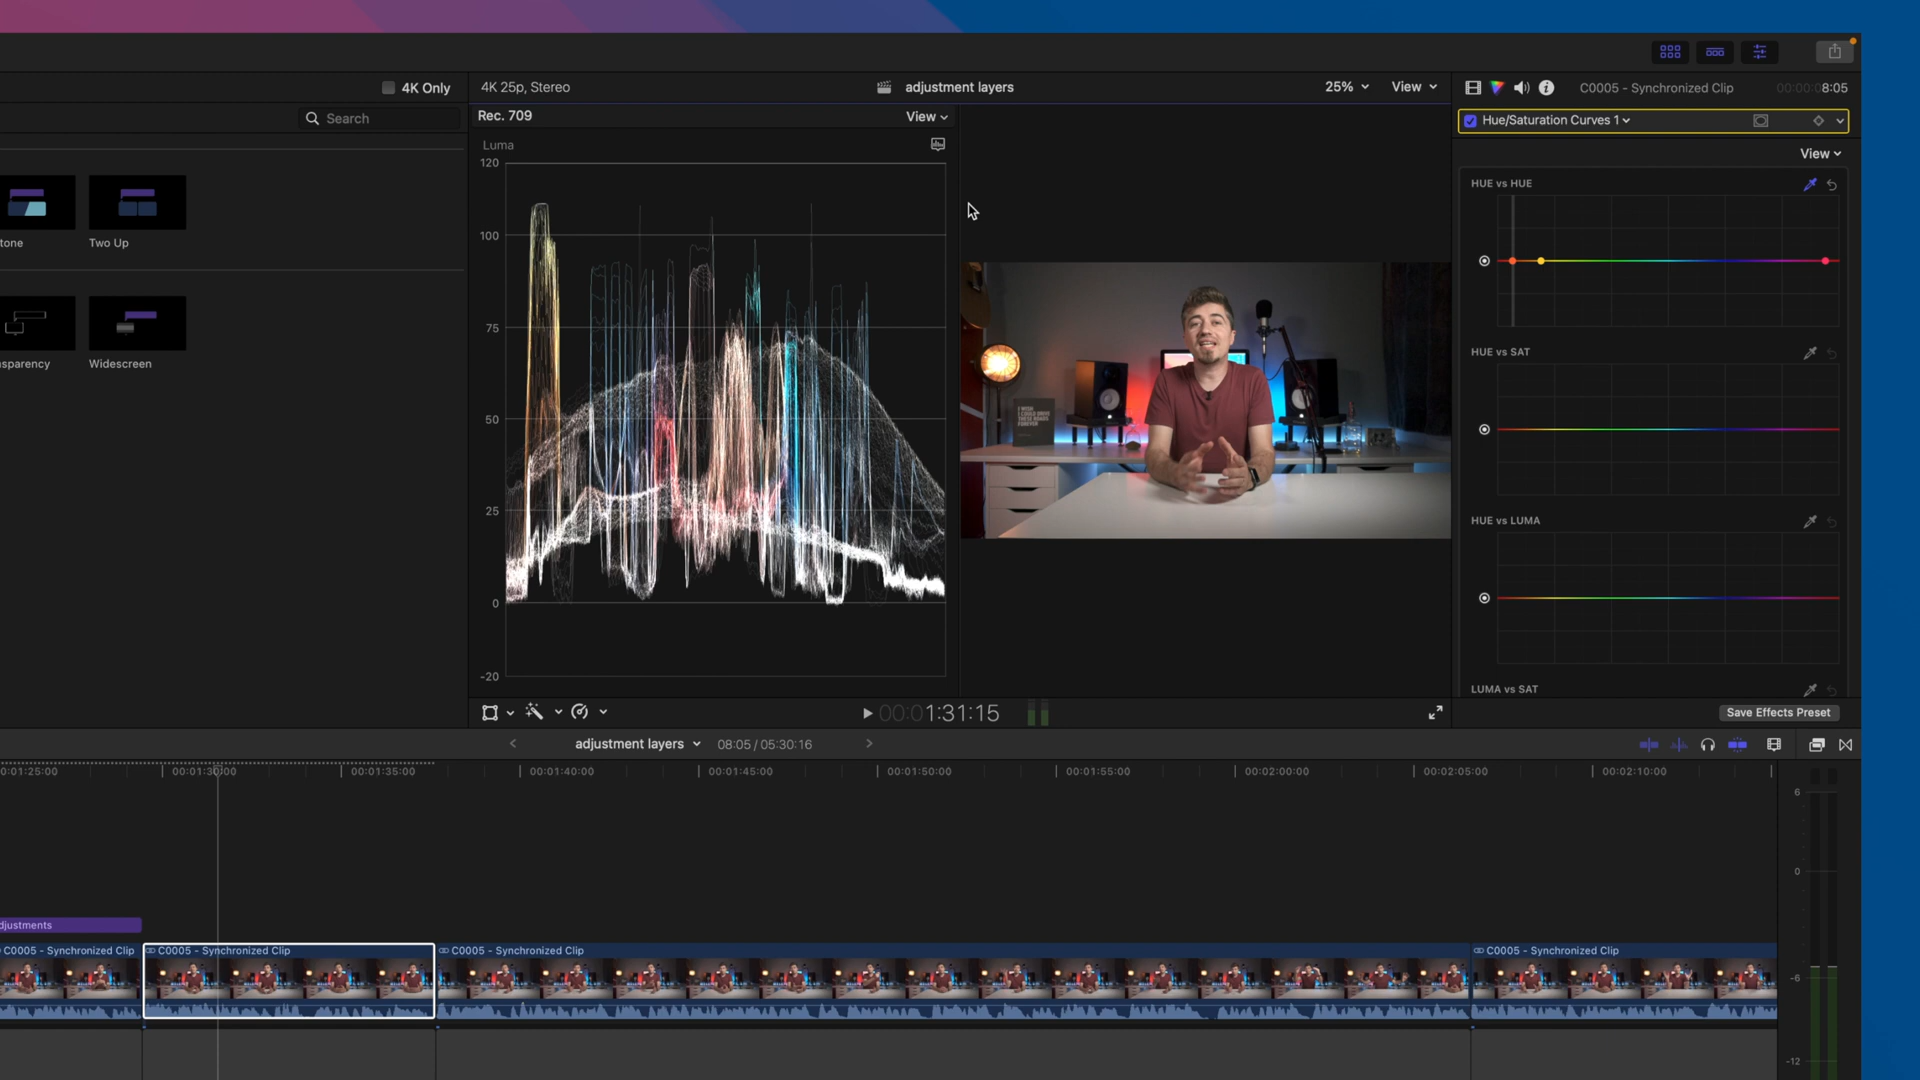 4K Only
4K 25p, Stereo
adjustment layers
25%
View
C0005 - Synchronized Clip
00:00:08:05
Search
Rec. 709
View
Hue/Saturation Curves 1
View
Luma
120
100
75
50
25
0
-20
HUE vs HUE
HUE vs SAT
HUE vs LUMA
LUMA vs SAT
tone
Two Up
sparency
Widescreen
00:01:31:15
Save Effects Preset
adjustment layers
08:05 / 05:30:16
0:01:25:00
00:01:30:00
00:01:35:00
00:01:40:00
00:01:45:00
00:01:50:00
00:01:55:00
00:02:00:00
00:02:05:00
00:02:10:00
6
0
-6
-12
djustments
C0005 - Synchronized Clip
C0005 - Synchronized Clip
C0005 - Synchronized Clip
C0005 - Synchronized Clip